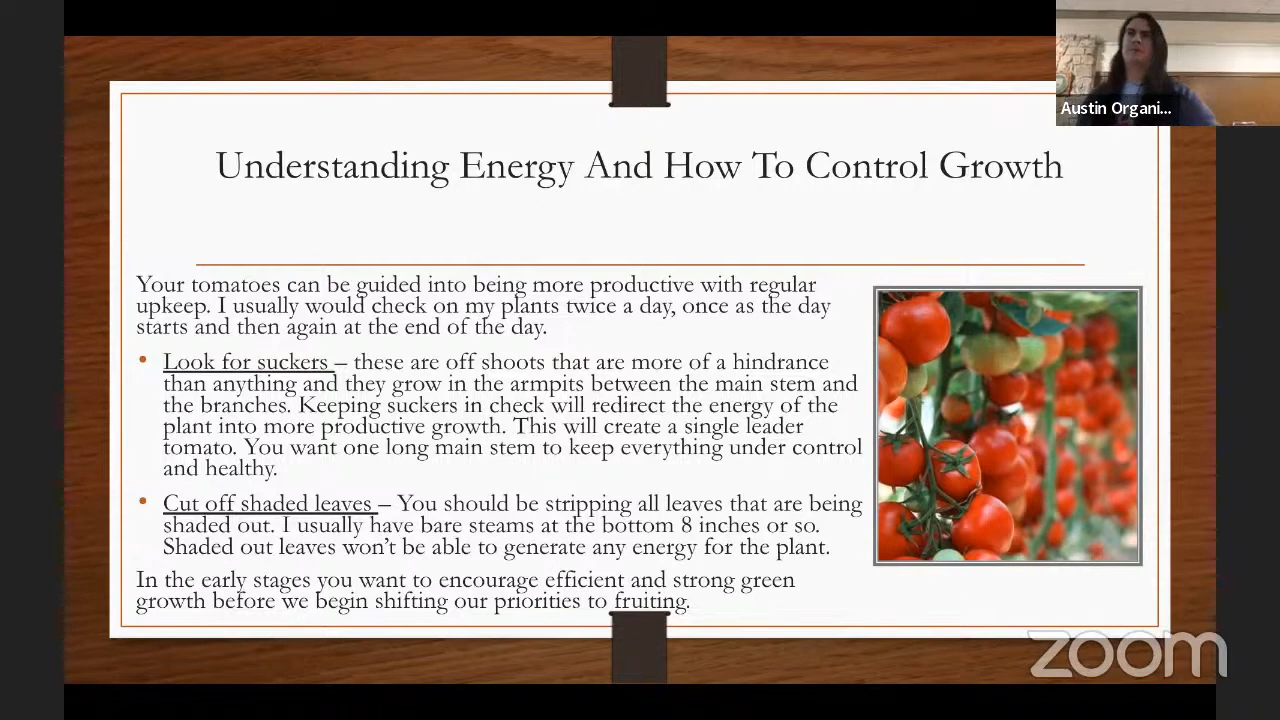 Austin Organi...
Understanding Energy And How To Control Growth
Your tomatoes can be guided into being more productive with regular
upkeep. I usually would check on my plants twice a day, once as the day
starts and then again at the end of the day.
• Look for suckers – these are off shoots that are more of a hindrance
than anything and they grow in the armpits between the main stem and
the branches. Keeping suckers in check will redirect the energy of the
plant into more productive growth. This will create a single leader
tomato. You want one long main stem to keep everything under control
and healthy.
• Cut off shaded leaves – You should be stripping all leaves that are being
shaded out. I usually have bare steams at the bottom 8 inches or so.
Shaded out leaves won't be able to generate any energy for the plant.
In the early stages you want to encourage efficient and strong green
growth before we begin shifting our priorities to fruiting.
zoom